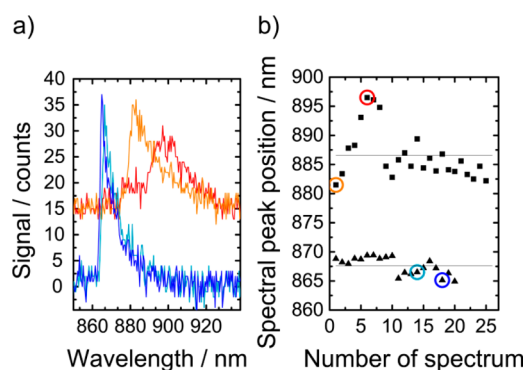 a)
b)
Signal / counts
40
35
30
25
20
15
10
5
0
860 880 900 920
Wavelength / nm
Spectral peak position / nm
900
895
890
885
880
875
870
865
860
0 5 10 15 20 25
Number of spectrum